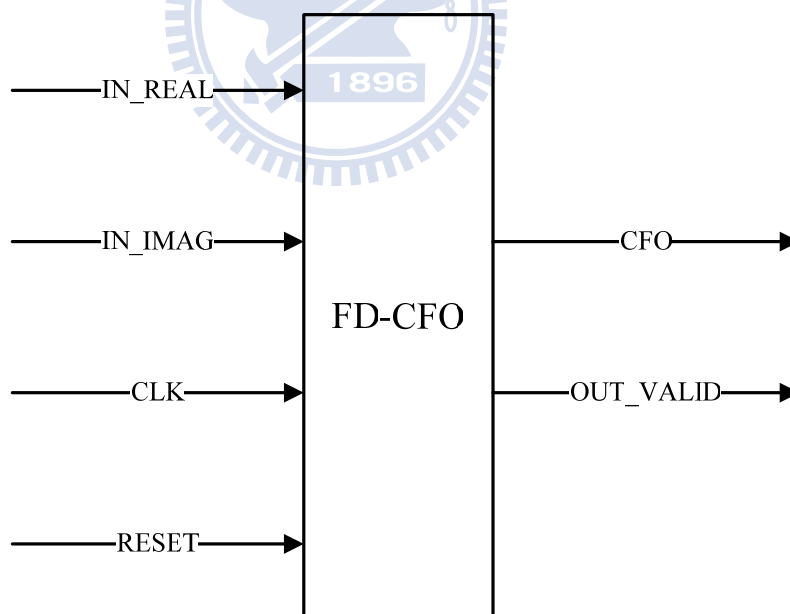 IN_REAL
1896
IN_IMAG
CFO
FD-CFO
CLK
OUT_VALID
RESET